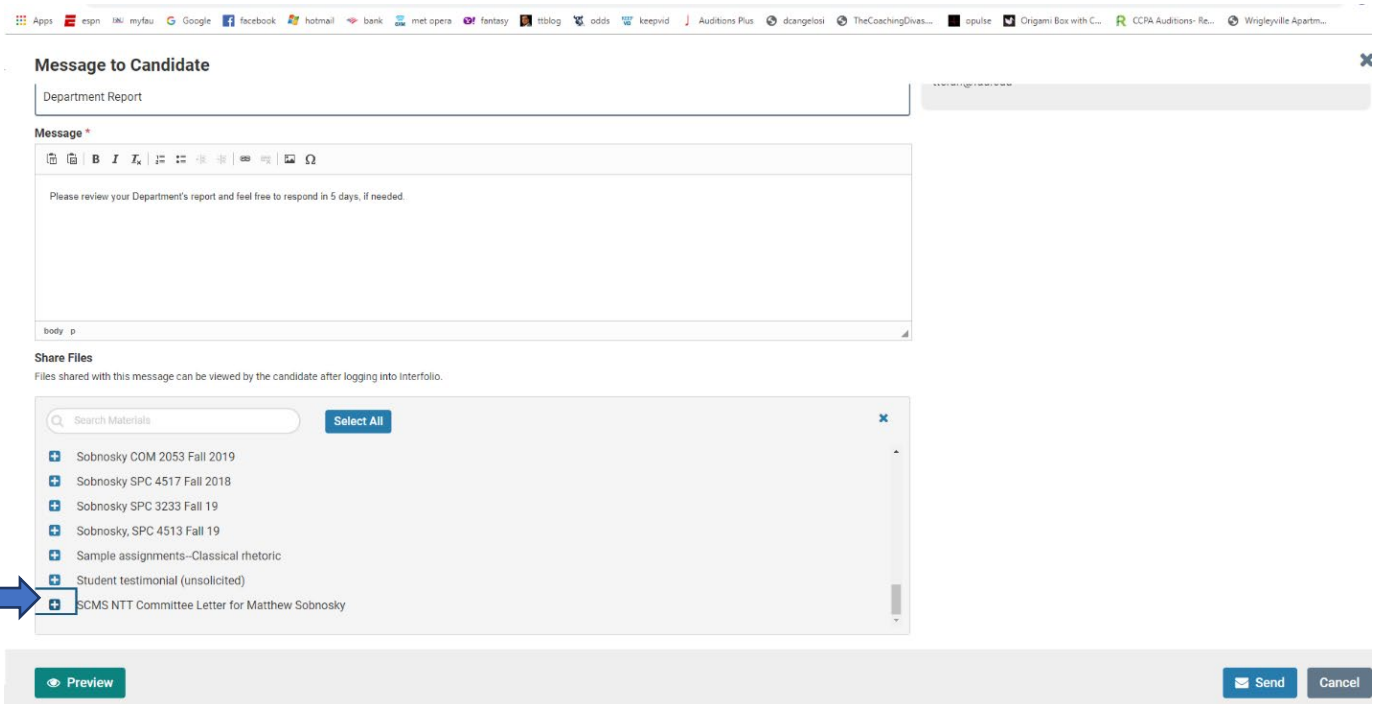 Apps espn myfau Google facebook hotmail bank met opera fantasy ttblog odds keepvid Auditions Plus dcangelosi TheCoachingDivas... opulse Origami Box with C... CCPA Auditions- Re... Wrigleyville Apartm...
Message to Candidate
Department Report
Message *
B I Tx Ω
Please review your Department's report and feel free to respond in 5 days, if needed.
body p
Share Files
Files shared with this message can be viewed by the candidate after logging into Interfolio.
Search Materials Select All
Sobnosky COM 2053 Fall 2019
Sobnosky SPC 4517 Fall 2018
Sobnosky SPC 3233 Fall 19
Sobnosky, SPC 4513 Fall 19
Sample assignments--Classical rhetoric
Student testimonial (unsolicited)
SCMS NTT Committee Letter for Matthew Sobnosky
Preview Send Cancel